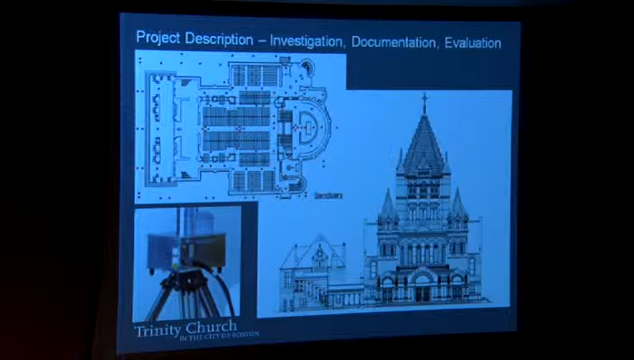 Project Description – Investigation, Documentation, Evaluation
Sanctuary
Trinity Church
IN THE CITY OF BOSTON